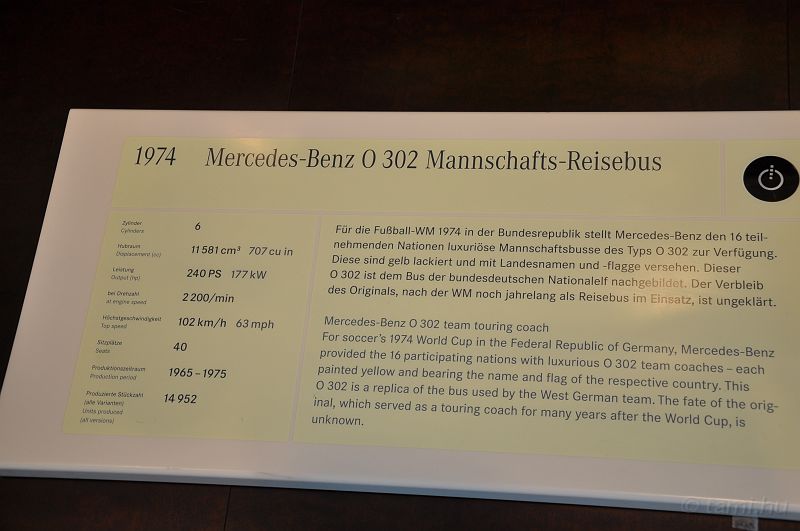 1974 Mercedes-Benz O 302 Mannschafts-Reisebus
Zylinder
Cylinders
6
Hubraum
Displacement (cc)
11 581 cm³ 707 cu in
Leistung
Output (hp)
240 PS 177 kW
bei Drehzahl
at engine speed
2 200/min
Höchstgeschwindigkeit
Top speed
102 km/h 63 mph
Sitzplätze
Seats
40
Produktionszeitraum
Production period
1965 – 1975
Produzierte Stückzahl
(alle Varianten)
Units produced
(all versions)
14 952
Für die Fußball-WM 1974 in der Bundesrepublik stellt Mercedes-Benz den 16 teil-
nehmenden Nationen luxuriöse Mannschaftsbusse des Typs O 302 zur Verfügung.
Diese sind gelb lackiert und mit Landesnamen und -flagge versehen. Dieser
O 302 ist dem Bus der bundesdeutschen Nationalelf nachgebildet. Der Verbleib
des Originals, nach der WM noch jahrelang als Reisebus im Einsatz, ist ungeklärt.
Mercedes-Benz O 302 team touring coach
For soccer's 1974 World Cup in the Federal Republic of Germany, Mercedes-Benz
provided the 16 participating nations with luxurious O 302 team coaches – each
painted yellow and bearing the name and flag of the respective country. This
O 302 is a replica of the bus used by the West German team. The fate of the orig-
inal, which served as a touring coach for many years after the World Cup, is
unknown.
© tami.hu